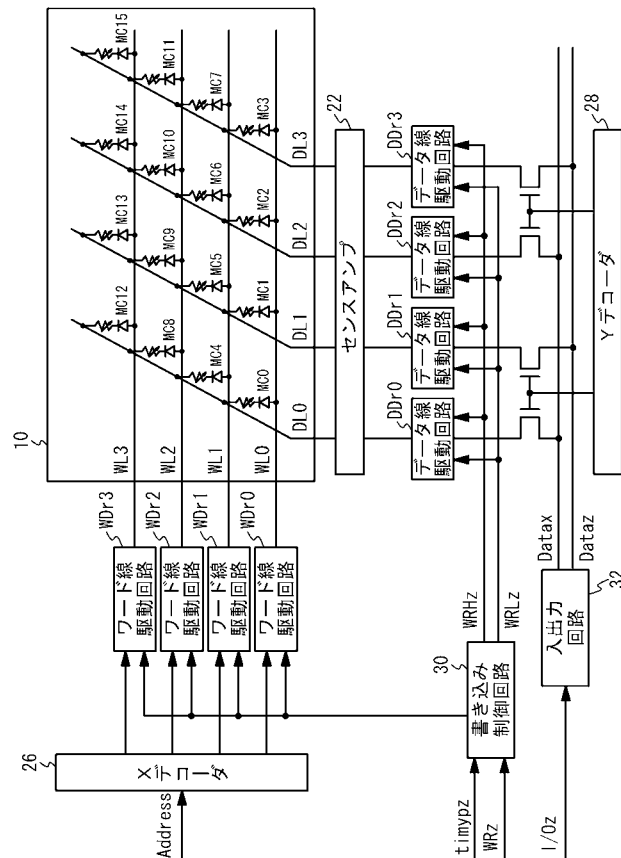 10
MC15
MC14
MC11
MC13
MC10
MC7
MC12
MC9
MC6
MC3
MC8
MC5
MC2
MC4
MC1
MC0
WL3
WL2
WL1
WL0
DL0
DL1
DL2
DL3
WDr3
ワード線
駆動回路
WDr2
ワード線
駆動回路
WDr1
ワード線
駆動回路
WDr0
ワード線
駆動回路
26
Xデコーダ
Address
22
センスアンプ
DDr0
データ線
駆動回路
DDr1
データ線
駆動回路
DDr2
データ線
駆動回路
DDr3
データ線
駆動回路
30
書き込み
制御回路
timypz
WRz
WRHz
WRLz
Datax
Dataz
32
入出力
回路
I/Oz
28
Yデコーダ